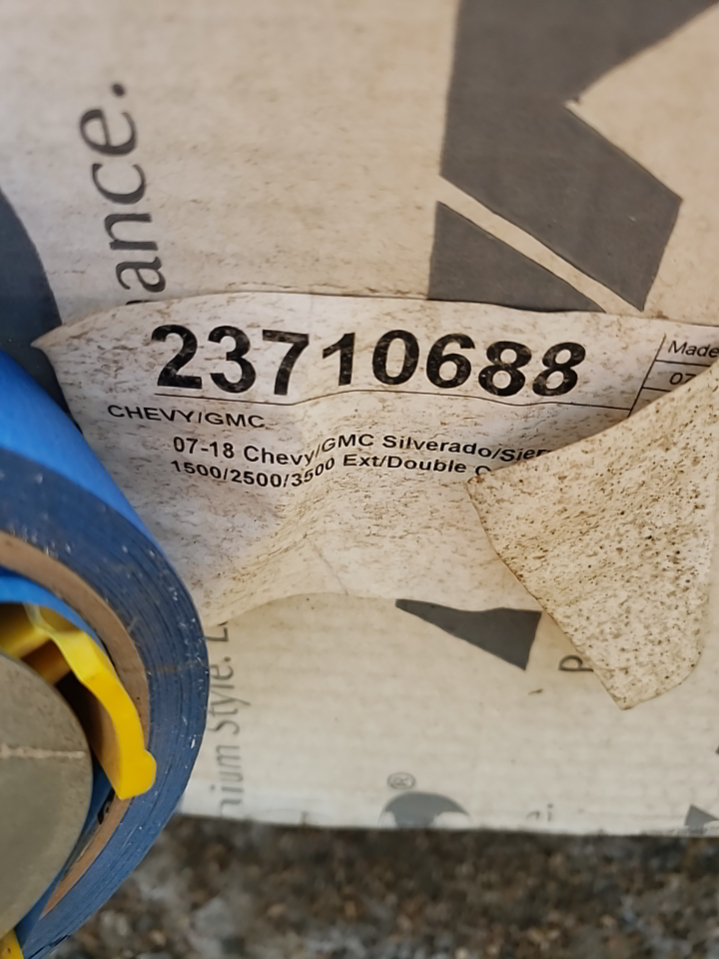 23710688
Made
07
CHEVY/GMC
07-18 Chevy/GMC Silverado/Sier
1500/2500/3500 Ext/Double C
ance.
nium style. L
®